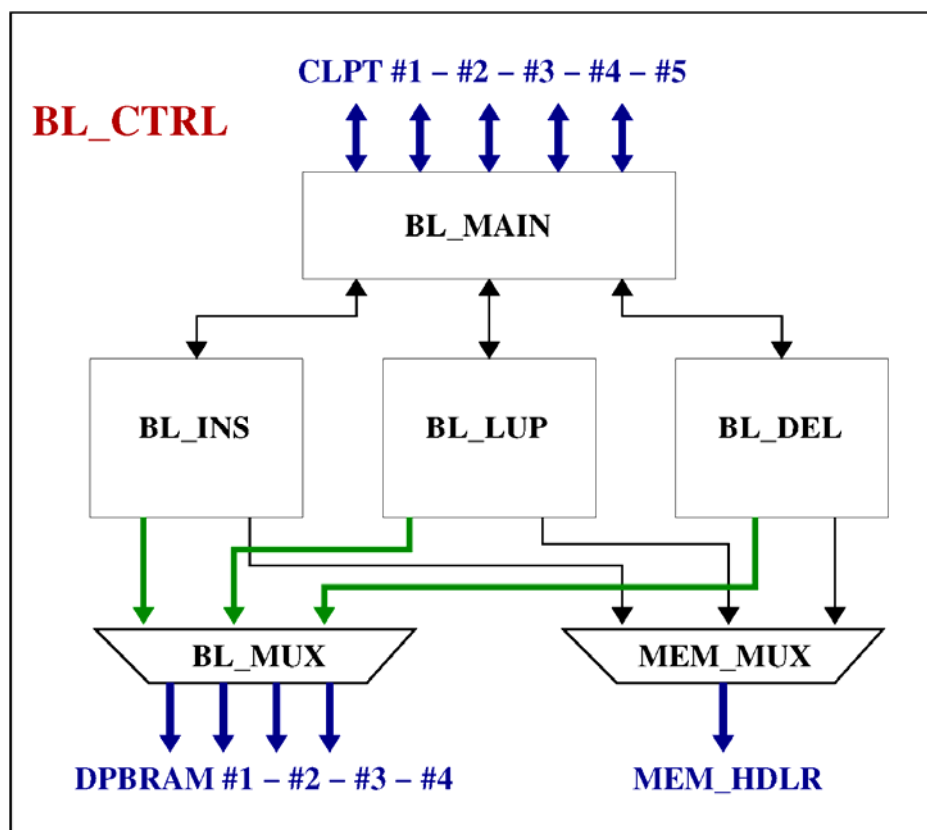 CLPT #1 – #2 – #3 – #4 – #5
BL_CTRL
BL_MAIN
BL_INS
BL_LUP
BL_DEL
BL_MUX
MEM_MUX
DPBRAM #1 – #2 – #3 – #4
MEM_HDLR